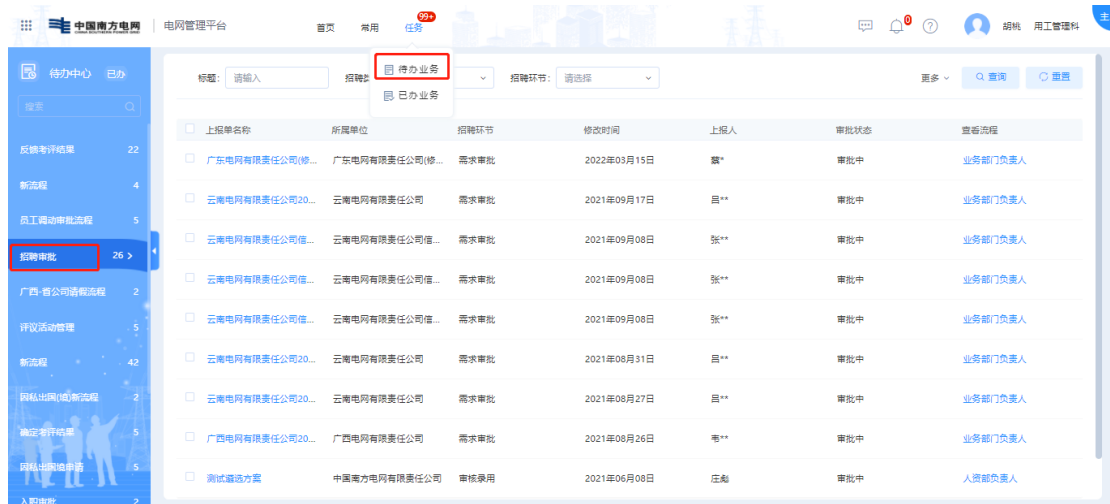 中国南方电网 电网管理平台 首页 常用 任务 99+ 0 胡桃 用工管理科 主
CHINA SOUTHERN POWER GRID
待办中心 已办
待办业务
已办业务
标题： 请输入 招聘 招聘环节： 请选择 更多 查询 重置
搜索
上报单名称 所属单位 招聘环节 修改时间 上报人 审批状态 查看流程
反馈考评结果 22
广东电网有限责任公司(修... 广东电网有限责任公司(修... 需求审批 2022年03月15日 蔡* 审批中 业务部门负责人
新流程 4
云南电网有限责任公司20... 云南电网有限责任公司 需求审批 2021年09月17日 吕** 审批中 业务部门负责人
员工调动审批流程 5
云南电网有限责任公司信... 云南电网有限责任公司信... 需求审批 2021年09月08日 张** 审批中 业务部门负责人
招聘审批 26
云南电网有限责任公司信... 云南电网有限责任公司信... 需求审批 2021年09月08日 张** 审批中 业务部门负责人
广西-省公司请假流程 2
云南电网有限责任公司信... 云南电网有限责任公司信... 需求审批 2021年09月08日 张** 审批中 业务部门负责人
评议活动管理 5
云南电网有限责任公司20... 云南电网有限责任公司 需求审批 2021年08月31日 吕** 审批中 业务部门负责人
新流程 42
云南电网有限责任公司20... 云南电网有限责任公司 需求审批 2021年08月27日 吕** 审批中 业务部门负责人
因私出国(境)新流程 2
广西电网有限责任公司20... 广西电网有限责任公司 需求审批 2021年08月26日 韦** 审批中 业务部门负责人
确定考评结果 5
因私出国境申请 5
测试遴选方案 中国南方电网有限责任公司 审核录用 2021年06月08日 庄彪 审批中 人资部负责人
入职审批 2